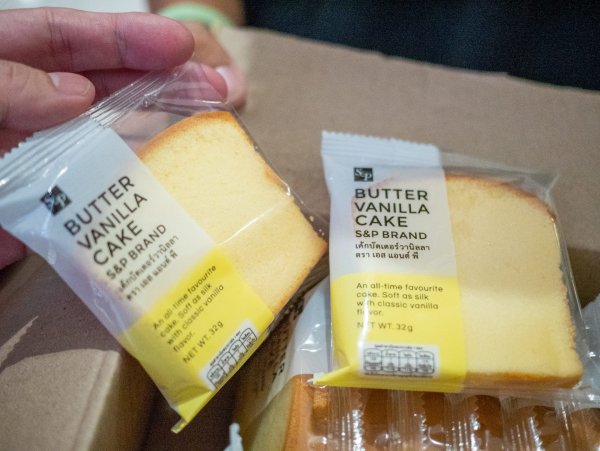 S&P
BUTTER
VANILLA
CAKE
S&P BRAND
เค้กบัตเตอร์วานิลลา
ตรา เอส แอนด์ พี
An all-time favourite
cake. Soft as silk
with classic vanilla
flavor.
NET WT. 32g
S&P
BUTTER
VANILLA
CAKE
S&P BRAND
เค้กบัตเตอร์วานิลลา
ตรา เอส แอนด์ พี
An all-time favourite
cake. Soft as silk
with classic vanilla
flavor.
NET WT. 32g